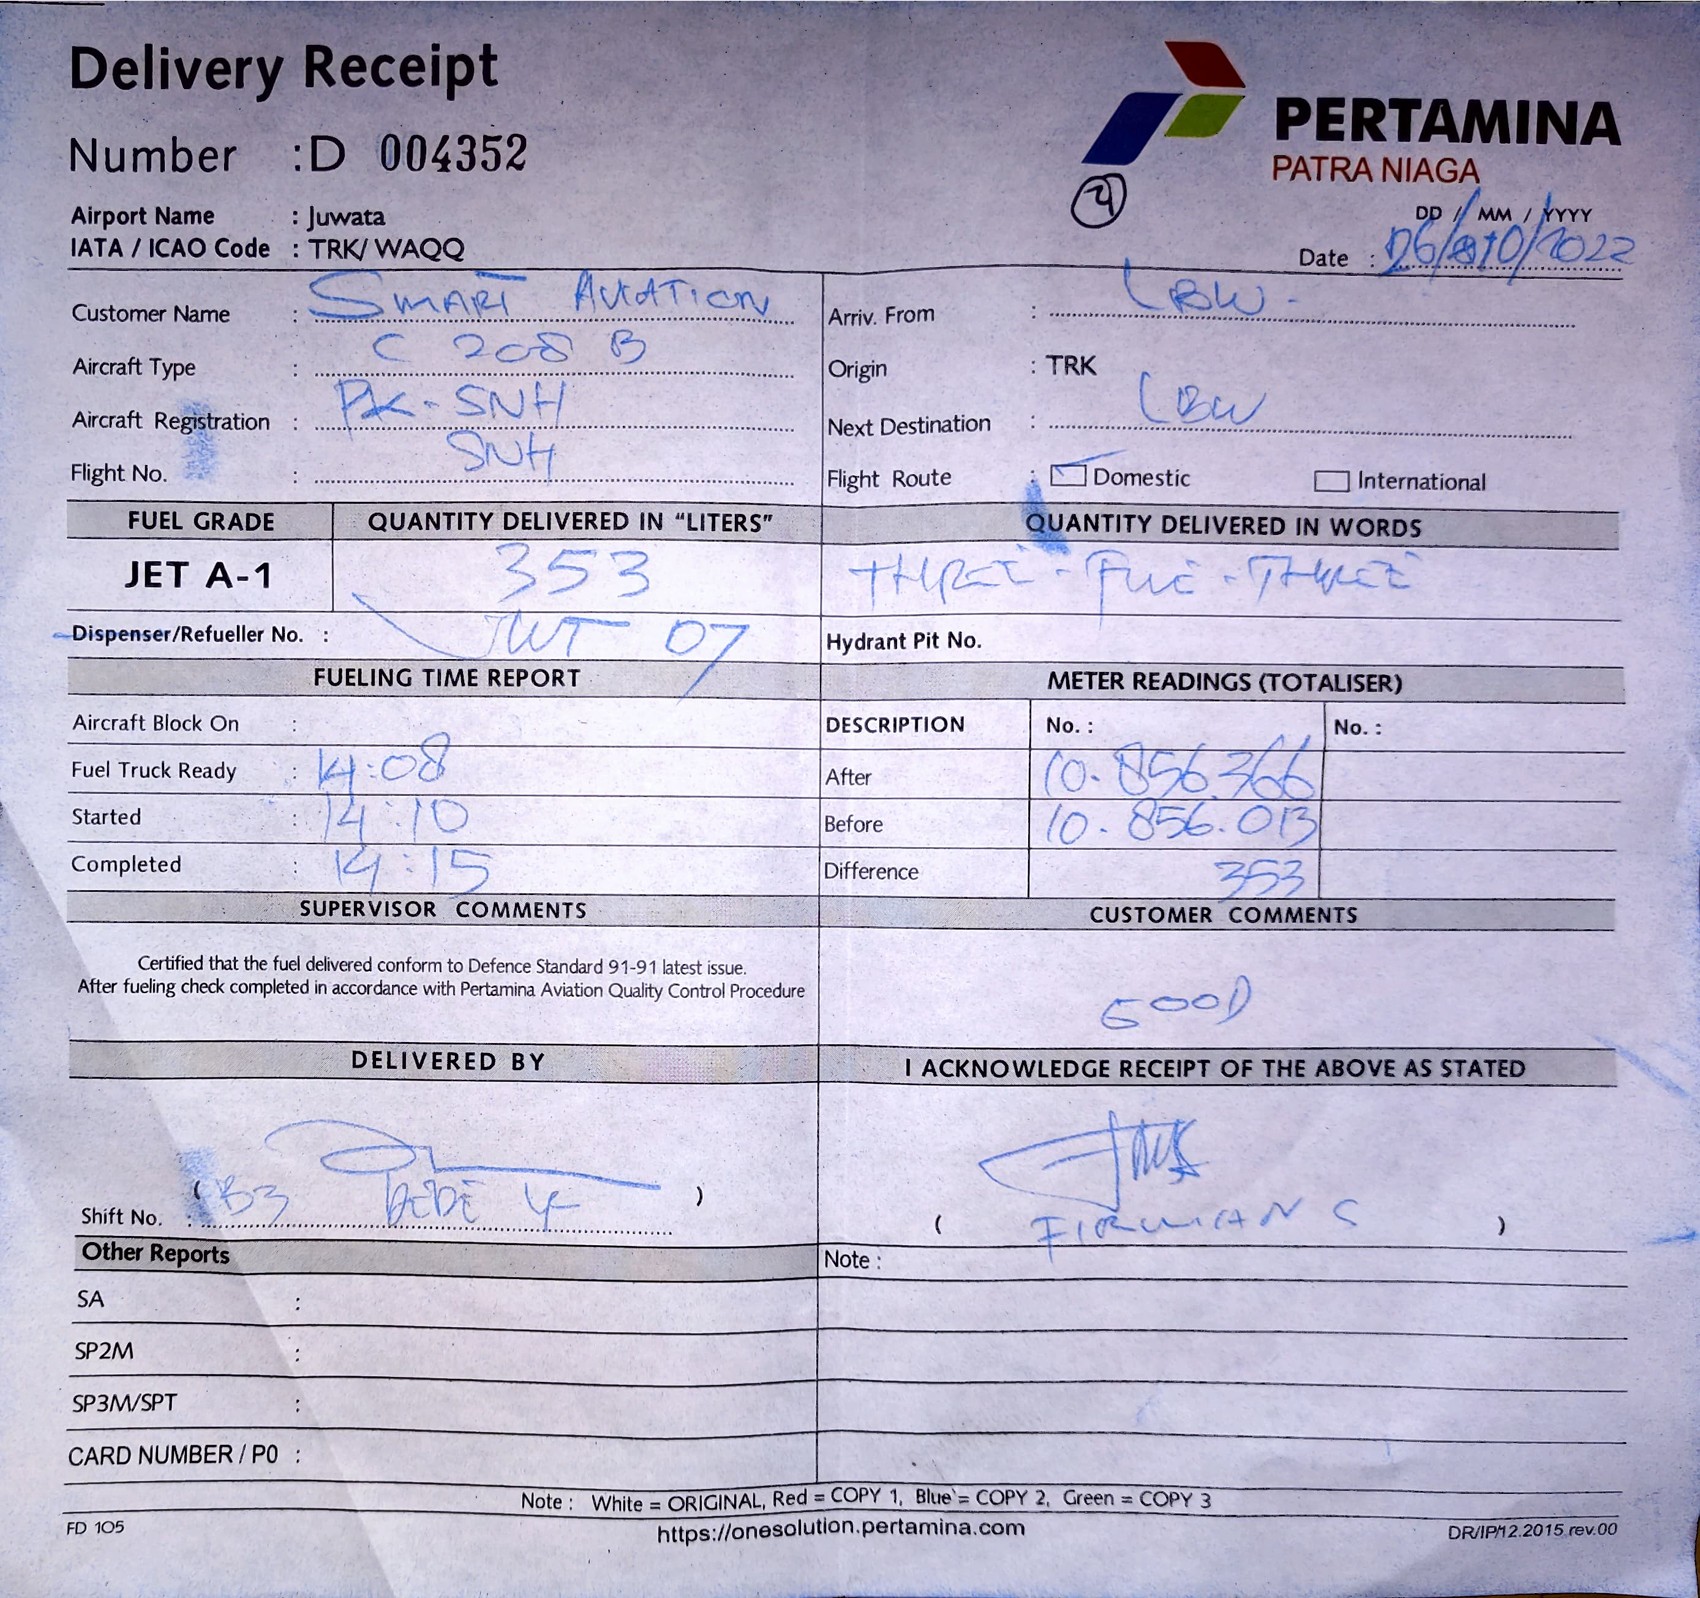 Delivery Receipt
Number : D 004352
PERTAMINA
PATRA NIAGA
4
Airport Name : Juwata
IATA / ICAO Code : TRK/ WAQQ
DD / MM / YYYY
Date : 06/10/2022
Customer Name : SMART AVIATION
Arriv. From : LBW.
Aircraft Type : C 208 B
Origin : TRK
Aircraft Registration : PK-SNH
Next Destination : LBW
Flight No. : SNH
Flight Route : Domestic International
FUEL GRADE QUANTITY DELIVERED IN “LITERS” QUANTITY DELIVERED IN WORDS
JET A-1 353 THREE - FIVE - THREE
Dispenser/Refueller No. : JWT 07 Hydrant Pit No.
FUELING TIME REPORT METER READINGS (TOTALISER)
Aircraft Block On : DESCRIPTION No. : No. :
Fuel Truck Ready : 14:08 After 10.856.366
Started : 14:10 Before 10.856.013
Completed : 14:15 Difference 353
SUPERVISOR COMMENTS CUSTOMER COMMENTS
Certified that the fuel delivered conform to Defence Standard 91-91 latest issue.
After fueling check completed in accordance with Pertamina Aviation Quality Control Procedure
GOOD
DELIVERED BY I ACKNOWLEDGE RECEIPT OF THE ABOVE AS STATED
Shift No. : ( B3 DEDE )
( FIRMAN S )
Other Reports Note :
SA :
SP2M :
SP3M/SPT :
CARD NUMBER / P0 :
Note : White = ORIGINAL, Red = COPY 1, Blue = COPY 2, Green = COPY 3
FD 105 https://onesolution.pertamina.com DR/IP/12.2015.rev.00